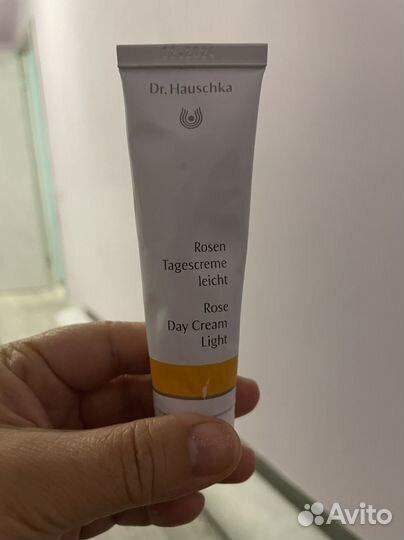 Dr. Hauschka
Rosen
Tagescreme
leicht
Rose
Day Cream
Light
Avito